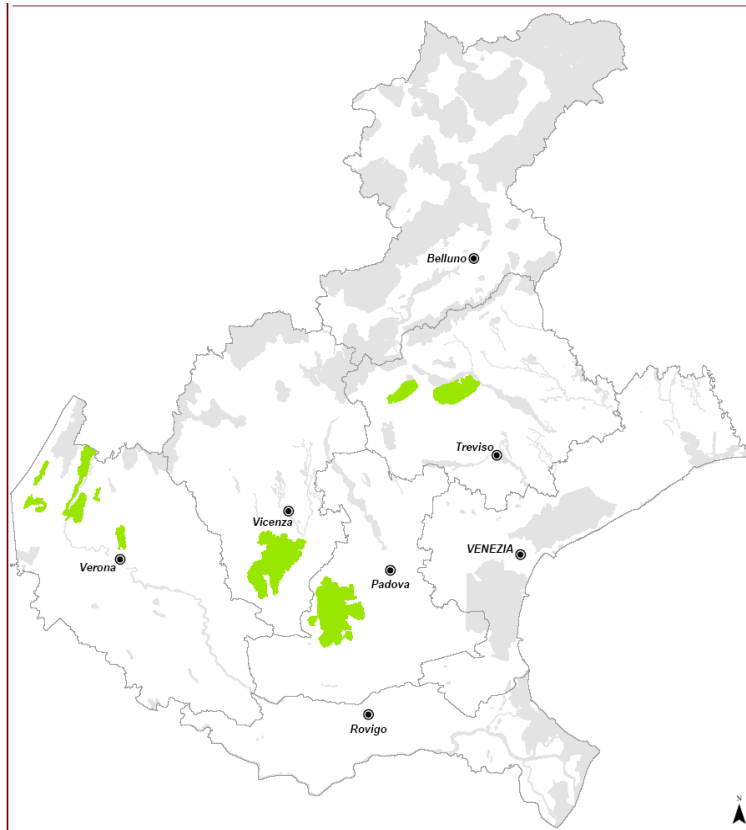 Belluno
Treviso
Vicenza
VENEZIA
Verona
Padova
Rovigo
N